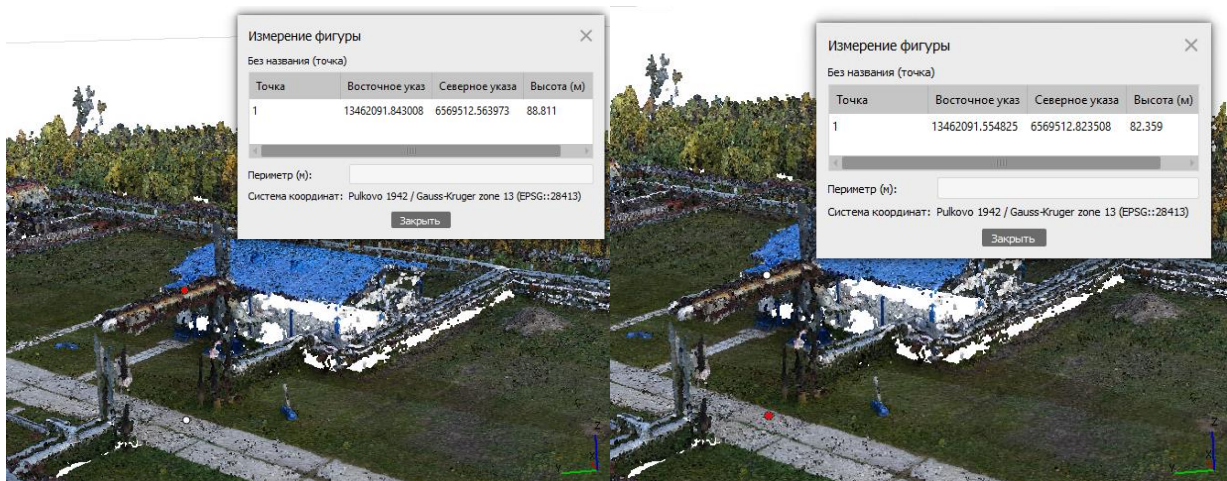 Измерение фигуры
Без названия (точка)
Точка Восточное указ Северное указа Высота (м)
1 13462091.843008 6569512.563973 88.811
Периметр (м):
Система координат: Pulkovo 1942 / Gauss-Kruger zone 13 (EPSG::28413)
Закрыть
Измерение фигуры
Без названия (точка)
Точка Восточное указ Северное указа Высота (м)
1 13462091.554825 6569512.823508 82.359
Периметр (м):
Система координат: Pulkovo 1942 / Gauss-Kruger zone 13 (EPSG::28413)
Закрыть
Z
X
Y
Z
X
Y